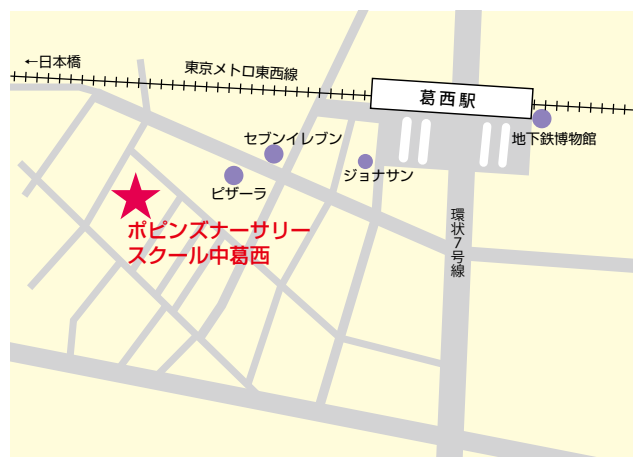 ←日本橋
東京メトロ東西線
葛西駅
セブンイレブン
地下鉄博物館
ピザーラ
ジョナサン
ポピンズナーサリー
スクール中葛西
環状7号線